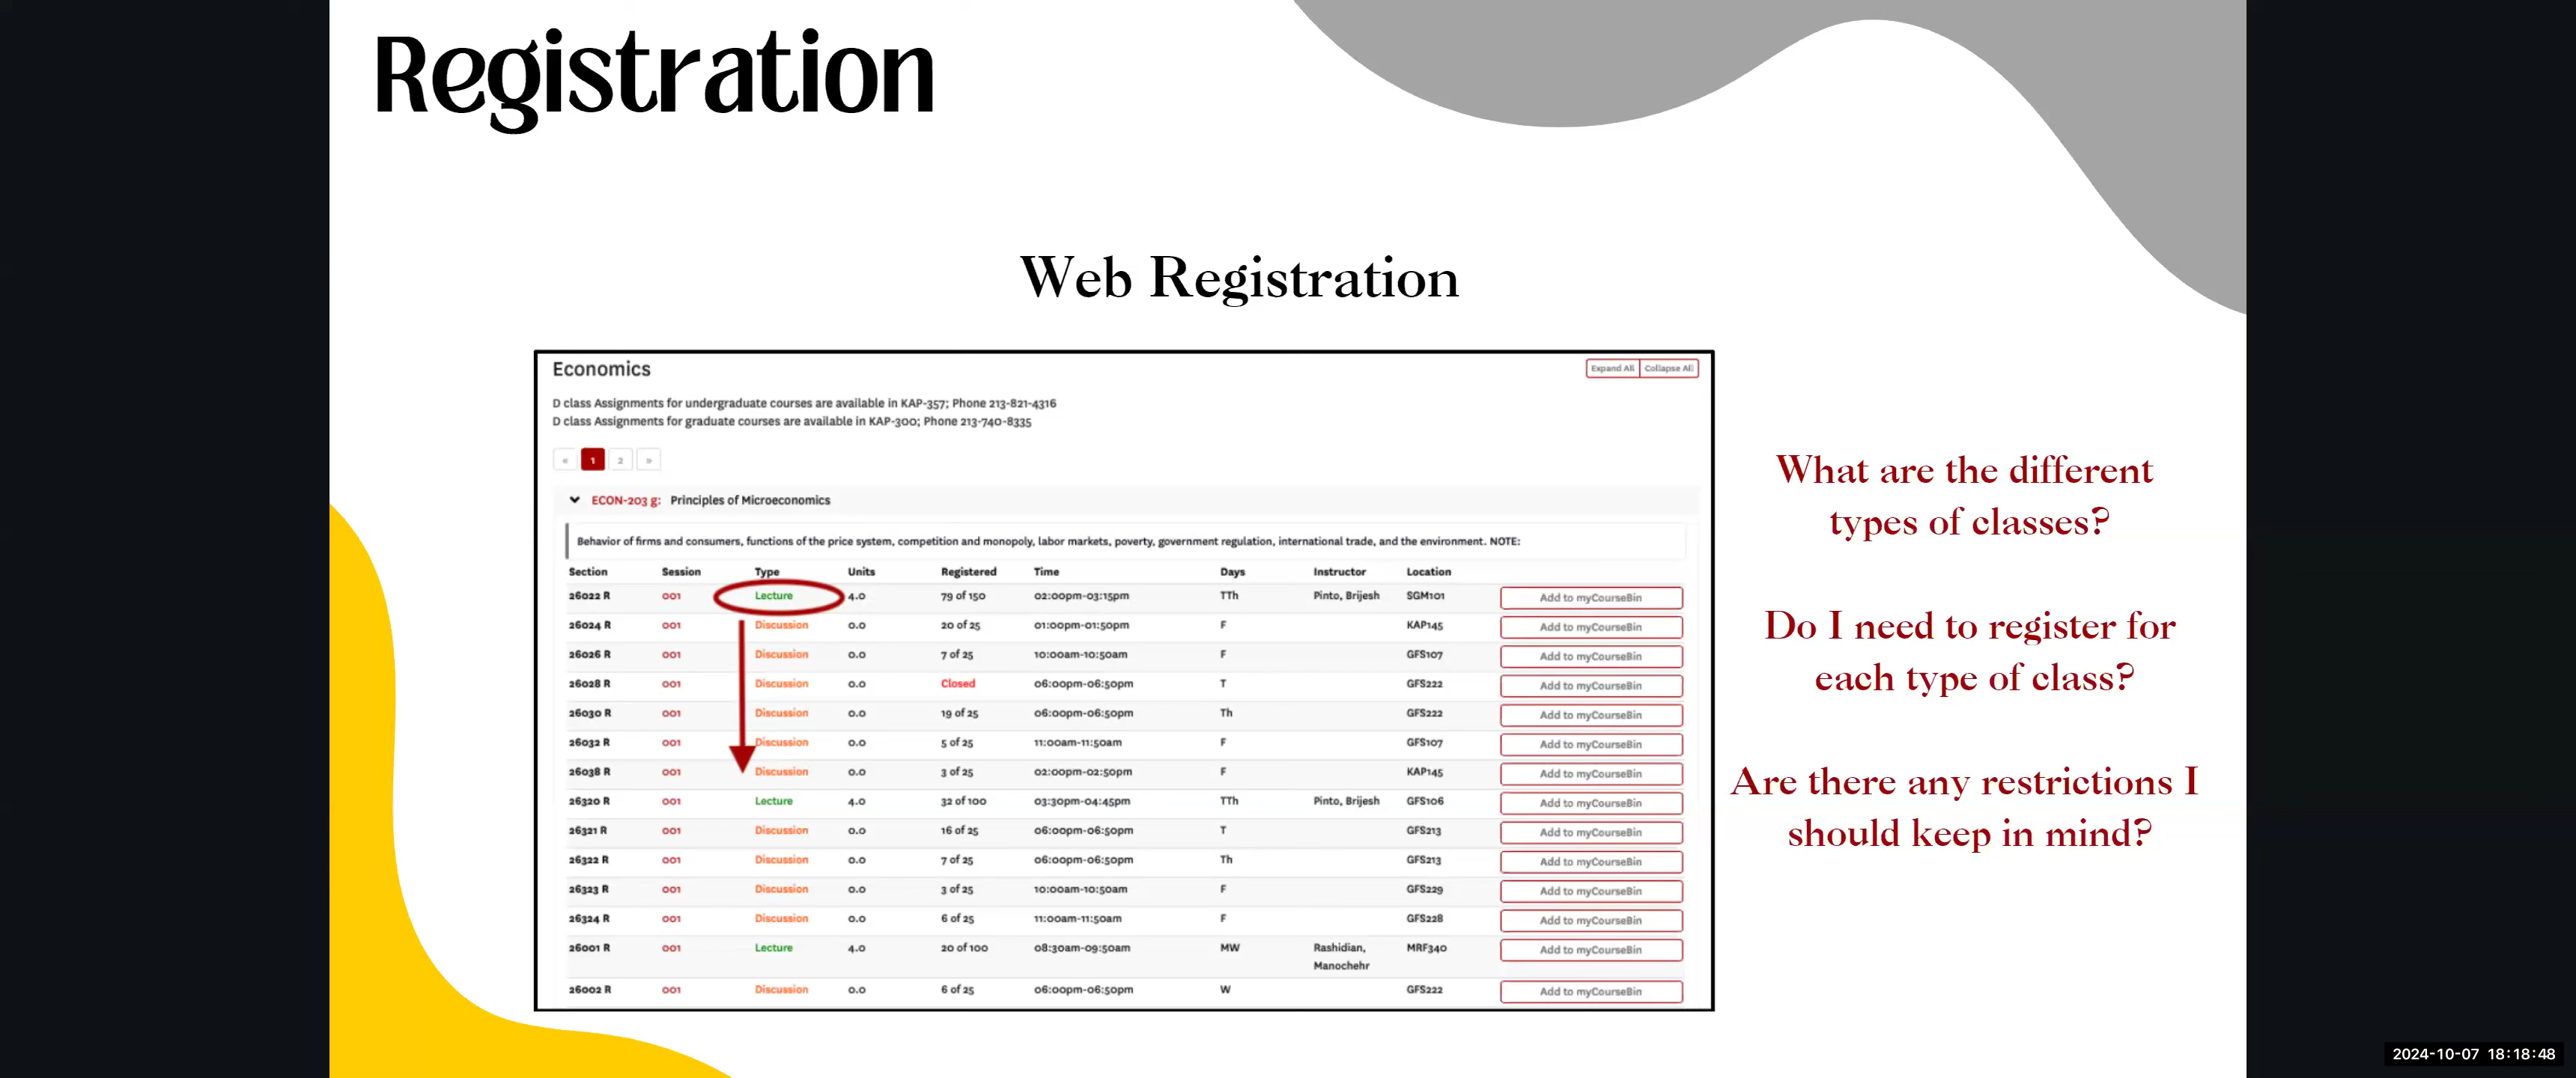 Registration
Web Registration
Economics
Expand All Collapse All
D class Assignments for undergraduate courses are available in KAP-357; Phone 213-821-4316
D class Assignments for graduate courses are available in KAP-300; Phone 213-740-8335
« 1 2 »
ECON-203 g: Principles of Microeconomics
Behavior of firms and consumers, functions of the price system, competition and monopoly, labor markets, poverty, government regulation, international trade, and the environment. NOTE:
Section Session Type Units Registered Time Days Instructor Location
26022 R 001 Lecture 4.0 79 of 150 02:00pm-03:15pm TTh Pinto, Brijesh SGM101 Add to myCourseBin
26024 R 001 Discussion 0.0 20 of 25 01:00pm-01:50pm F KAP145 Add to myCourseBin
26026 R 001 Discussion 0.0 7 of 25 10:00am-10:50am F GFS107 Add to myCourseBin
26028 R 001 Discussion 0.0 Closed 06:00pm-06:50pm T GFS222 Add to myCourseBin
26030 R 001 Discussion 0.0 19 of 25 06:00pm-06:50pm Th GFS222 Add to myCourseBin
26032 R 001 Discussion 0.0 5 of 25 11:00am-11:50am F GFS107 Add to myCourseBin
26038 R 001 Discussion 0.0 3 of 25 02:00pm-02:50pm F KAP145 Add to myCourseBin
26320 R 001 Lecture 4.0 32 of 100 03:30pm-04:45pm TTh Pinto, Brijesh GFS106 Add to myCourseBin
26321 R 001 Discussion 0.0 16 of 25 06:00pm-06:50pm T GFS213 Add to myCourseBin
26322 R 001 Discussion 0.0 7 of 25 06:00pm-06:50pm Th GFS213 Add to myCourseBin
26323 R 001 Discussion 0.0 3 of 25 10:00am-10:50am F GFS229 Add to myCourseBin
26324 R 001 Discussion 0.0 6 of 25 11:00am-11:50am F GFS228 Add to myCourseBin
26001 R 001 Lecture 4.0 20 of 100 08:30am-09:50am MW Rashidian, MRF340 Add to myCourseBin
Manochehr
26002 R 001 Discussion 0.0 6 of 25 06:00pm-06:50pm W GFS222 Add to myCourseBin
What are the different
types of classes?
Do I need to register for
each type of class?
Are there any restrictions I
should keep in mind?
2024-10-07 18:18:48